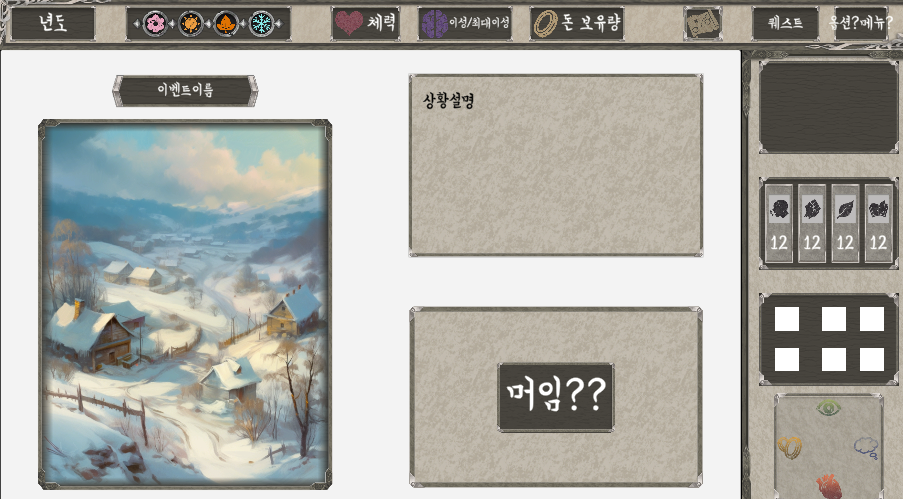 년도
체력
이성/최대이성
돈 보유량
퀘스트
옵션?메뉴?
이벤트이름
상황설명
12 12 12 12
머임??